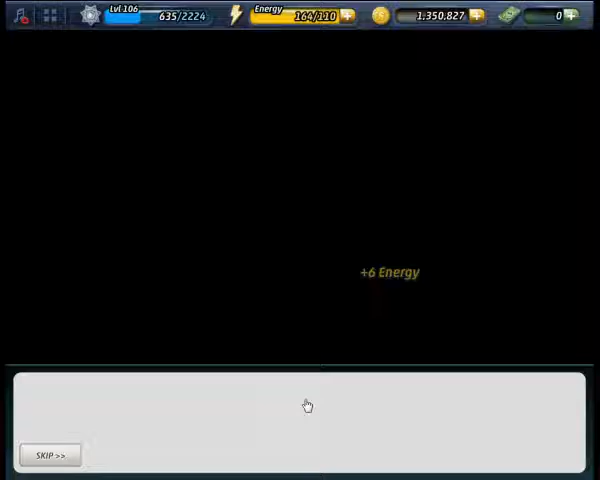 Lvl 106
635/2224
Energy
164/110
1,350,827
0
+6 Energy
SKIP >>